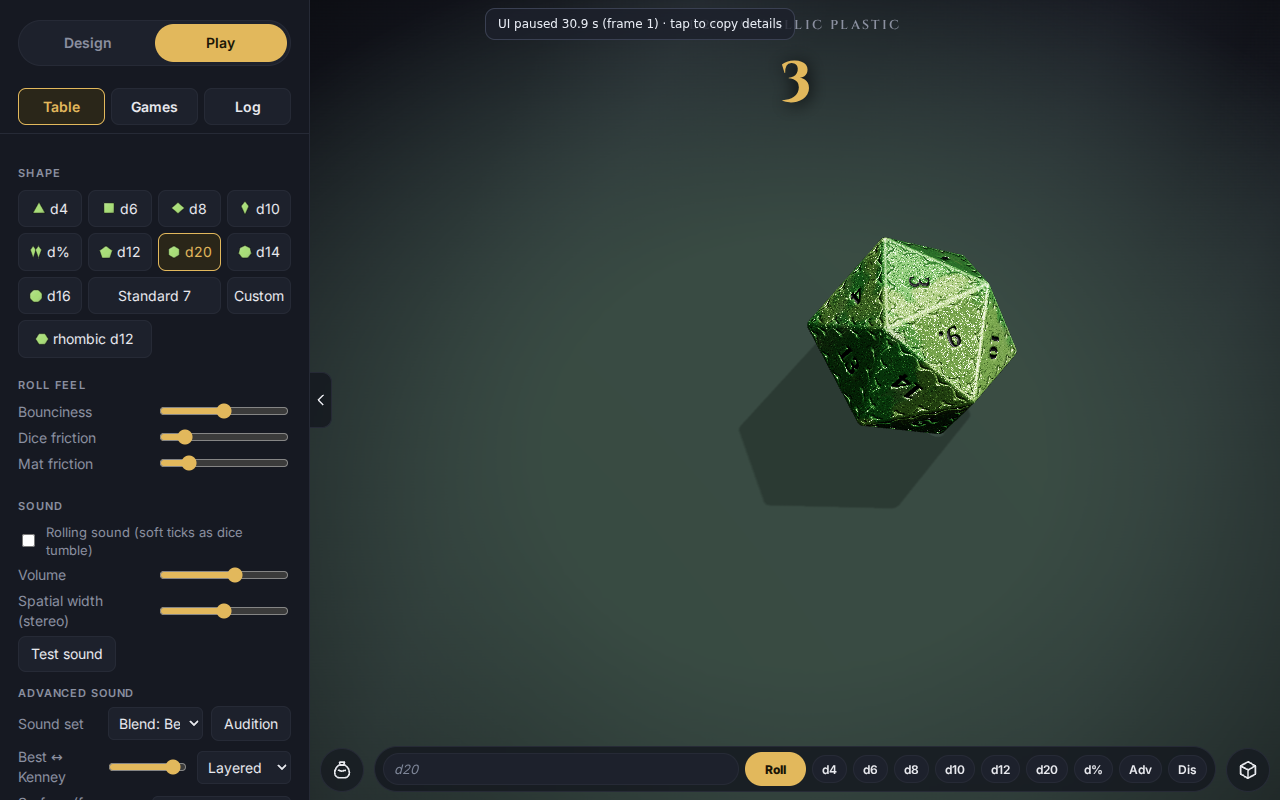 Design
Play
Table
Games
Log
SHAPE
d4
d6
d8
d10
d%
d12
d20
d14
d16
Standard 7
Custom
rhombic d12
ROLL FEEL
Bounciness
Dice friction
Mat friction
SOUND
Rolling sound (soft ticks as dice
tumble)
Volume
Spatial width
(stereo)
Test sound
ADVANCED SOUND
Sound set
Blend: Be
Audition
Best ↔
Kenney
Layered
UI paused 30.9 s (frame 1) · tap to copy details
LLIC PLASTIC
3
3
9.
d20
Roll
d4
d6
d8
d10
d12
d20
d%
Adv
Dis